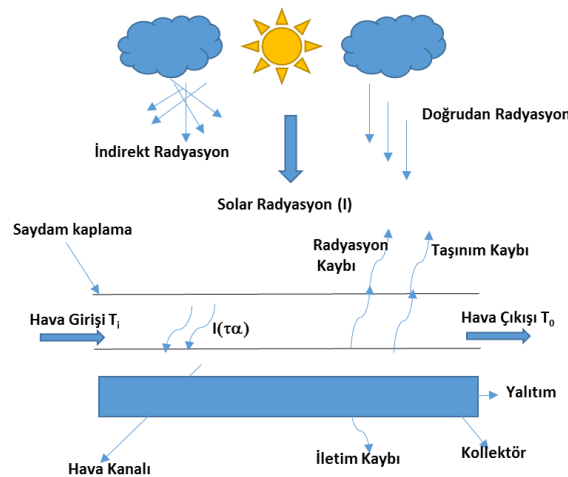 Doğrudan Radyasyon
İndirekt Radyasyon
Solar Radyasyon (I)
Saydam kaplama
Radyasyon
Kaybı
Taşınım Kaybı
Hava Girişi Tᵢ
I(τα)
Hava Çıkışı T₀
Yalıtım
Hava Kanalı
İletim Kaybı
Kollektör